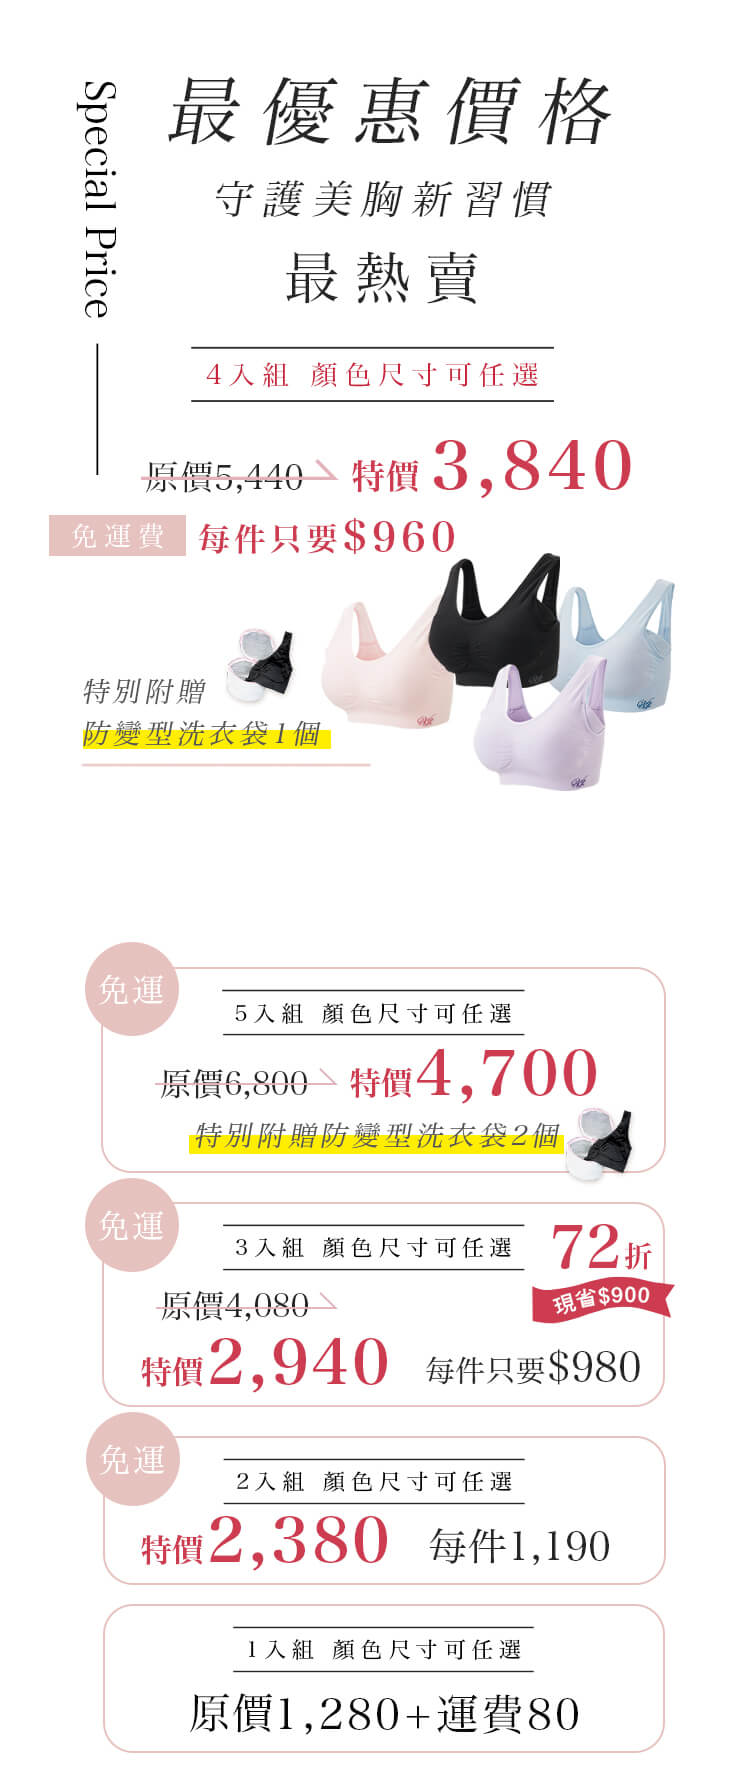 Special Price
最優惠價格
守護美胸新習慣
最熱賣
4入組 顏色尺寸可任選
原價5,440 特價3,840
免運費 每件只要$960
特別附贈
防變型洗衣袋1個
免運
5入組 顏色尺寸可任選
原價6,800 特價4,700
特別附贈防變型洗衣袋2個
免運
3入組 顏色尺寸可任選
72折
現省$900
原價4,080
特價2,940 每件只要$980
免運
2入組 顏色尺寸可任選
特價2,380 每件1,190
1入組 顏色尺寸可任選
原價1,280+運費80